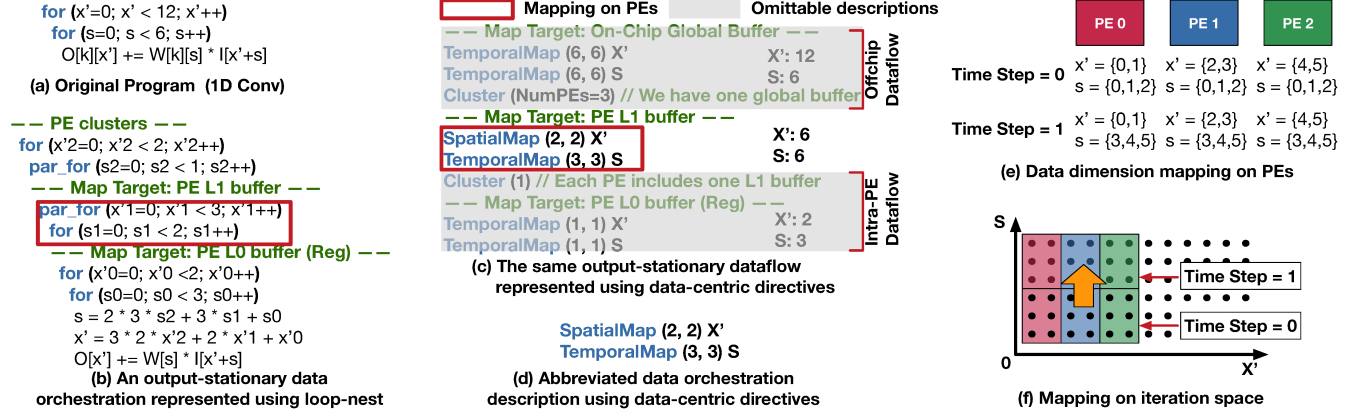 for (x'=0; x' < 12; x'++)
for (s=0; s < 6; s++)
O[k][x'] += W[k][s] * I[x'+s]
(a) Original Program (1D Conv)
— — PE clusters — —
for (x'2=0; x'2 < 2; x'2++)
par_for (s2=0; s2 < 1; s2++)
— — Map Target: PE L1 buffer — —
par_for (x'1=0; x'1 < 3; x'1++)
for (s1=0; s1 < 2; s1++)
— — Map Target: PE L0 buffer (Reg) — —
for (x'0=0; x'0 <2; x'0++)
for (s0=0; s0 < 3; s0++)
s = 2 * 3 * s2 + 3 * s1 + s0
x' = 3 * 2 * x'2 + 2 * x'1 + x'0
O[x'] += W[s] * I[x'+s]
(b) An output-stationary data
orchestration represented using loop-nest
Mapping on PEs
Omittable descriptions
— — Map Target: On-Chip Global Buffer — —
TemporalMap (6, 6) X' X': 12
TemporalMap (6, 6) S S: 6
Cluster (NumPEs=3) // We have one global buffer
Offchip
Dataflow
— — Map Target: PE L1 buffer — —
SpatialMap (2, 2) X' X': 6
TemporalMap (3, 3) S S: 6
Cluster (1) // Each PE includes one L1 buffer
— — Map Target: PE L0 buffer (Reg) — —
TemporalMap (1, 1) X' X': 2
TemporalMap (1, 1) S S: 3
Intra-PE
Dataflow
(c) The same output-stationary dataflow
represented using data-centric directives
SpatialMap (2, 2) X'
TemporalMap (3, 3) S
(d) Abbreviated data orchestration
description using data-centric directives
PE 0 PE 1 PE 2
Time Step = 0
x' = {0,1} x' = {2,3} x' = {4,5}
s = {0,1,2} s = {0,1,2} s = {0,1,2}
Time Step = 1
x' = {0,1} x' = {2,3} x' = {4,5}
s = {3,4,5} s = {3,4,5} s = {3,4,5}
(e) Data dimension mapping on PEs
S
Time Step = 1
Time Step = 0
0
X'
(f) Mapping on iteration space